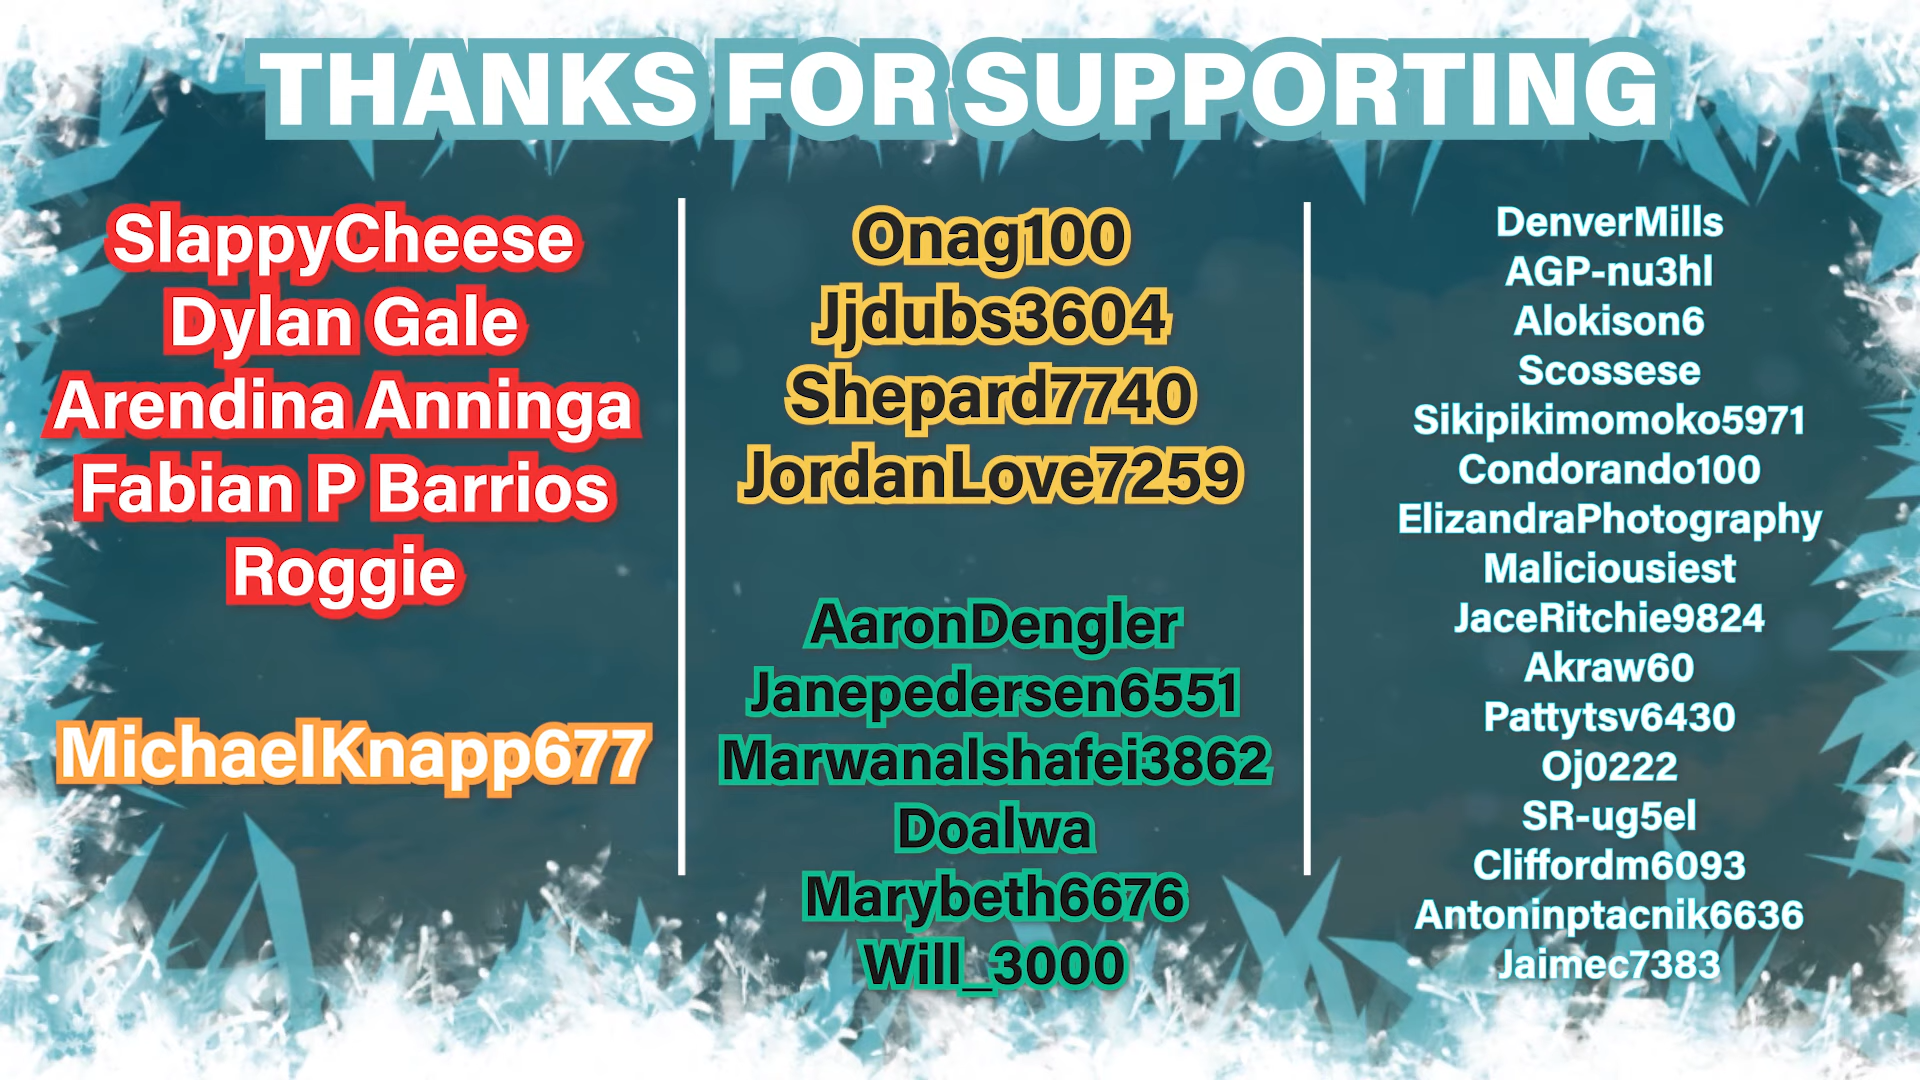 THANKS FOR SUPPORTING
SlappyCheese
Dylan Gale
Arendina Anninga
Fabian P Barrios
Roggie
MichaelKnapp677
Onag100
Jjdubs3604
Shepard7740
JordanLove7259
AaronDengler
Janepedersen6551
Marwanalshafei3862
Doalwa
Marybeth6676
Will_3000
DenverMills
AGP-nu3hl
Alokison6
Scossese
Sikipikimomoko5971
Condorando100
ElizandraPhotography
Maliciousiest
JaceRitchie9824
Akraw60
Pattytsv6430
Oj0222
SR-ug5el
Cliffordm6093
Antoninptacnik6636
Jaimec7383